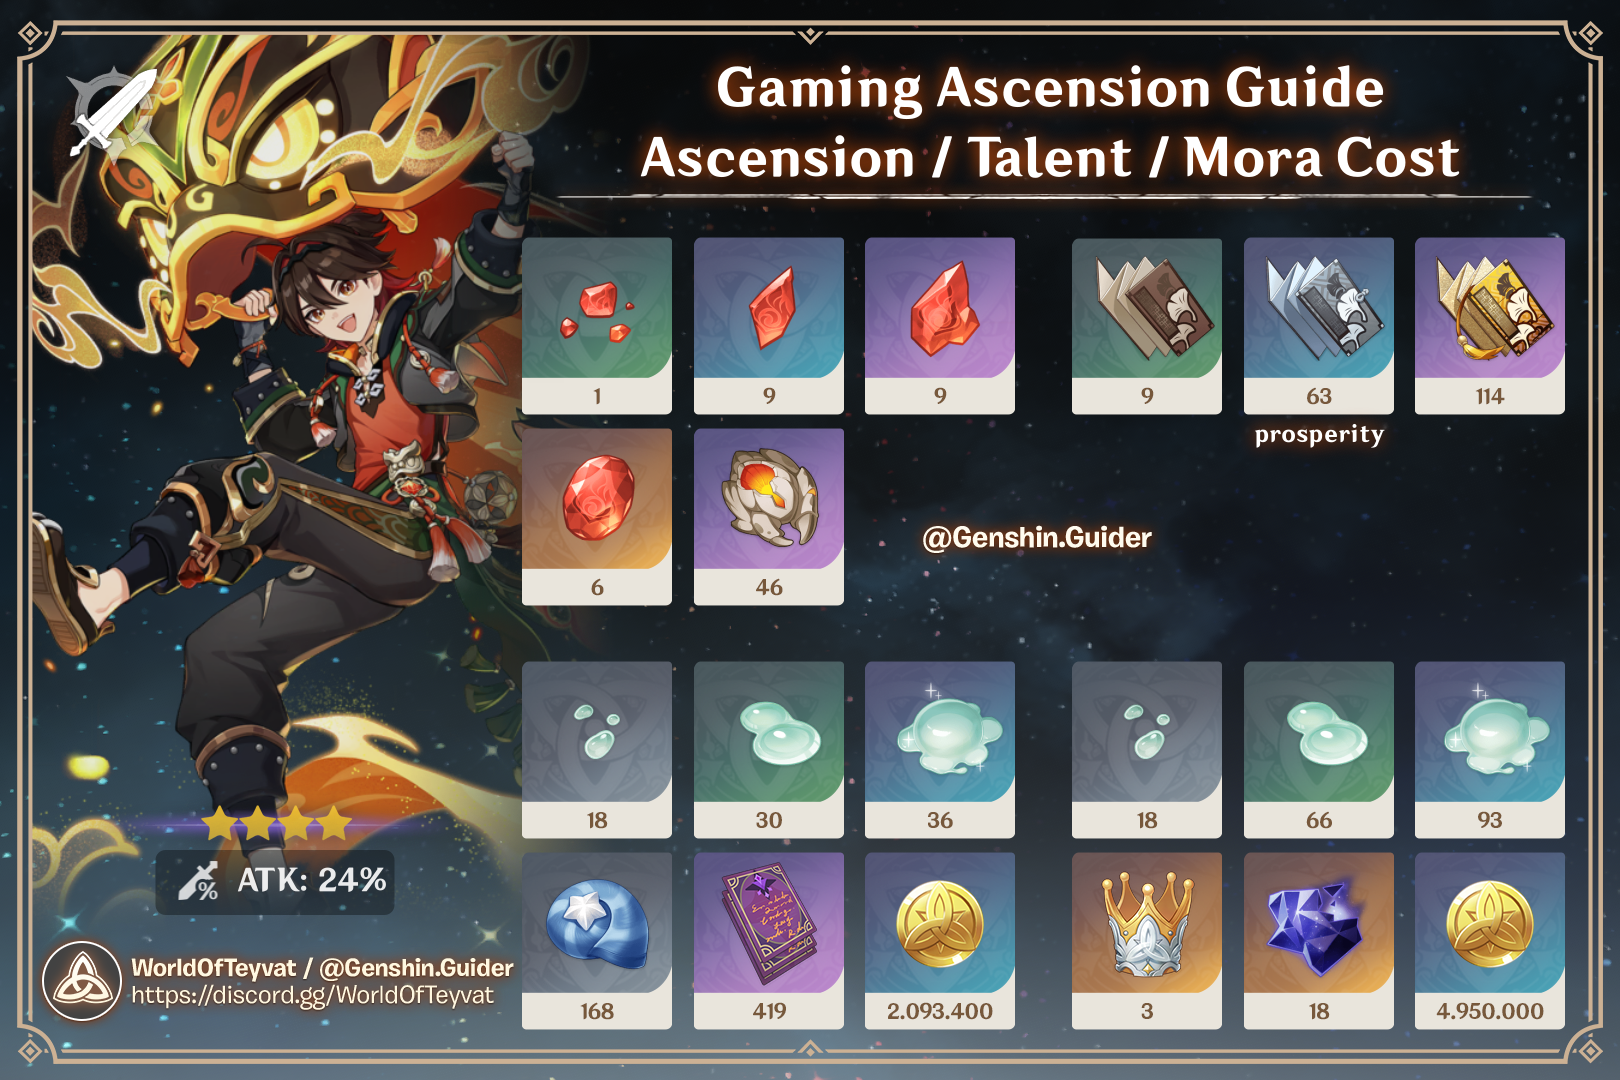 Gaming Ascension Guide
Ascension / Talent / Mora Cost
1
9
9
9
63
114
prosperity
6
46
@Genshin.Guider
18
30
36
18
66
93
168
419
2.093.400
3
18
4.950.000
ATK: 24%
WorldOfTeyvat / @Genshin.Guider
https://discord.gg/WorldOfTeyvat